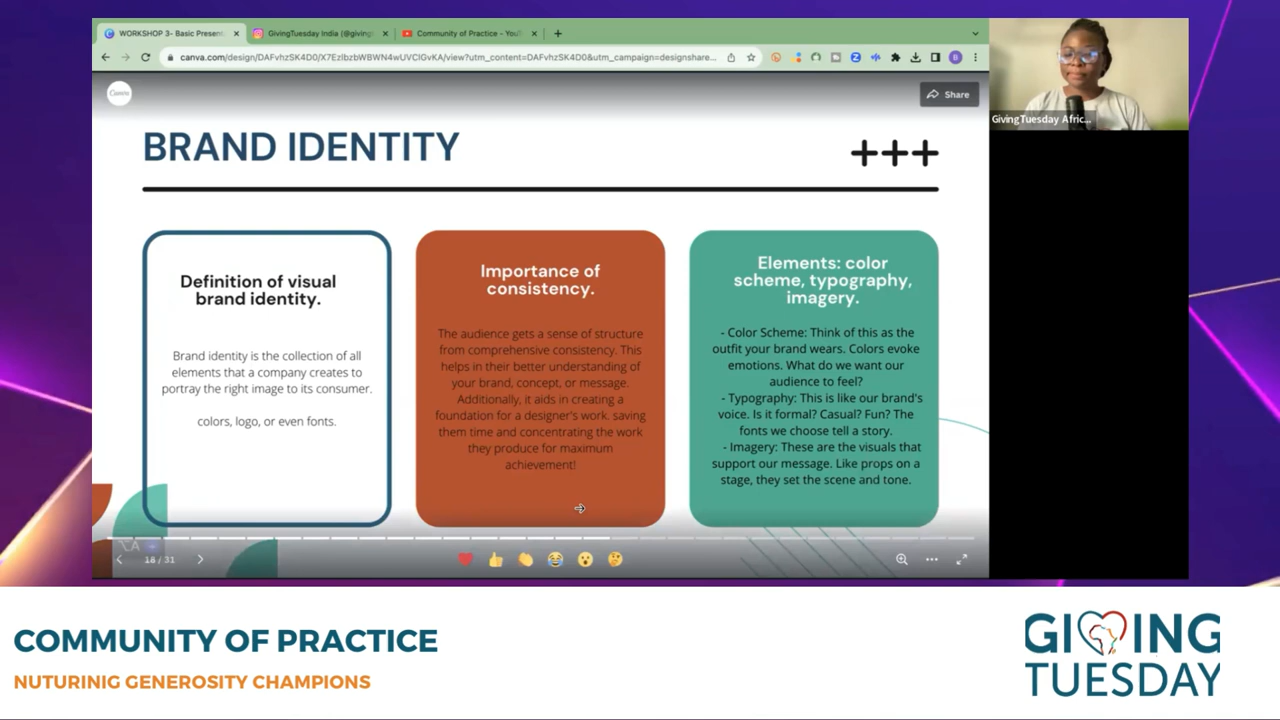 WORKSHOP 3- Basic Present
GivingTuesday India (@giving
Community of Practice - YouT
canva.com/design/DAFvhzSK4D0/X7EzIbzbWBWN4wUVCIGvKA/view?utm_content=DAFvhzSK4D0&utm_campaign=designshare...
Canva
Share
GivingTuesday Afric...
BRAND IDENTITY
+++
Definition of visual
brand identity.
Brand identity is the collection of all
elements that a company creates to
portray the right image to its consumer.
colors, logo, or even fonts.
Importance of
consistency.
The audience gets a sense of structure
from comprehensive consistency. This
helps in their better understanding of
your brand, concept, or message.
Additionally, it aids in creating a
foundation for a designer's work. saving
them time and concentrating the work
they produce for maximum
achievement!
Elements: color
scheme, typography,
imagery.
- Color Scheme: Think of this as the
outfit your brand wears. Colors evoke
emotions. What do we want our
audience to feel?
- Typography: This is like our brand's
voice. Is it formal? Casual? Fun? The
fonts we choose tell a story.
- Imagery: These are the visuals that
support our message. Like props on a
stage, they set the scene and tone.
18 / 31
COMMUNITY OF PRACTICE
NUTURINIG GENEROSITY CHAMPIONS
GIVING
TUESDAY